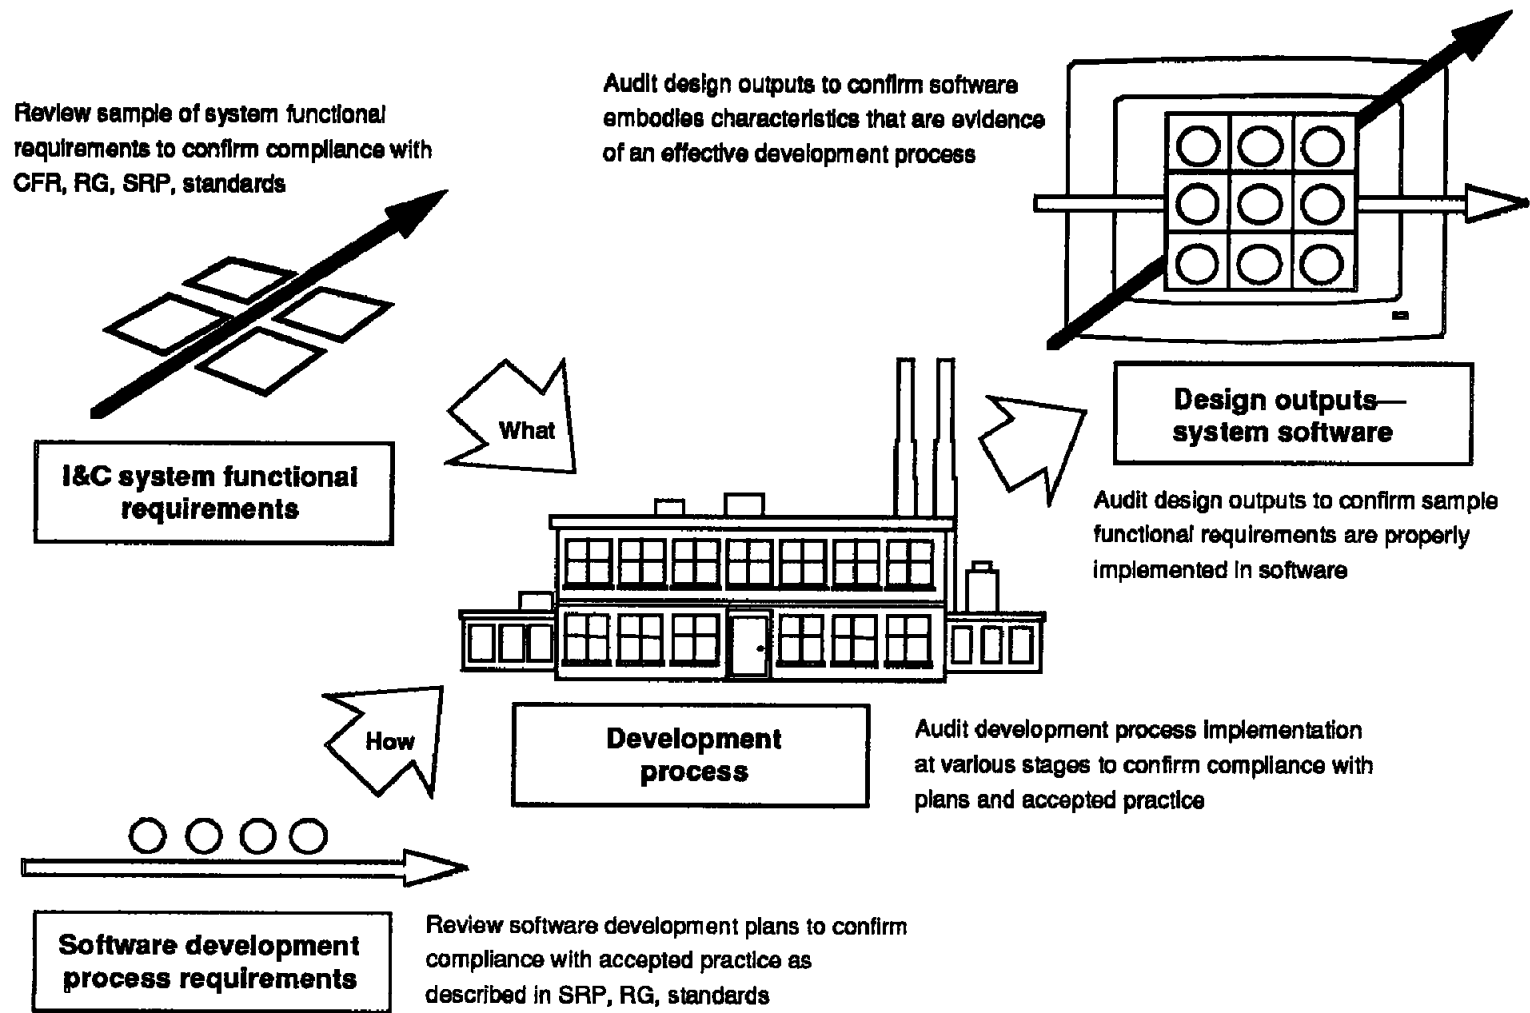 Review sample of system functional
requirements to confirm compliance with
CFR, RG, SRP, standards
Audit design outputs to confirm software
embodies characteristics that are evidence
of an effective development process
I&C system functional
requirements
What
Design outputs—
system software
Audit design outputs to confirm sample
functional requirements are properly
implemented in software
How
Development
process
Audit development process implementation
at various stages to confirm compliance with
plans and accepted practice
Software development
process requirements
Review software development plans to confirm
compliance with accepted practice as
described in SRP, RG, standards